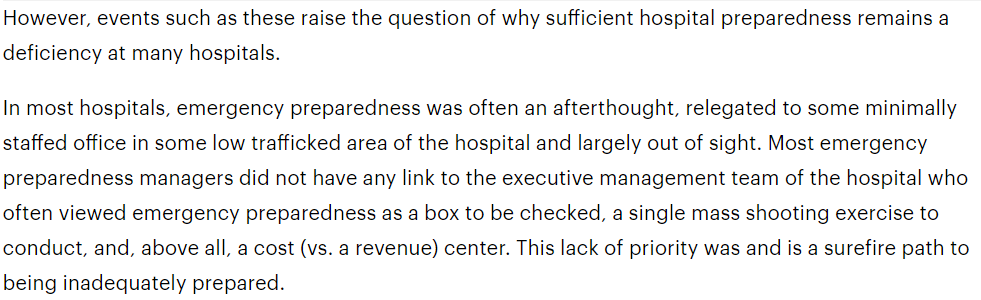 However, events such as these raise the question of why sufficient hospital preparedness remains a
deficiency at many hospitals.
In most hospitals, emergency preparedness was often an afterthought, relegated to some minimally
staffed office in some low trafficked area of the hospital and largely out of sight. Most emergency
preparedness managers did not have any link to the executive management team of the hospital who
often viewed emergency preparedness as a box to be checked, a single mass shooting exercise to
conduct, and, above all, a cost (vs. a revenue) center. This lack of priority was and is a surefire path to
being inadequately prepared.